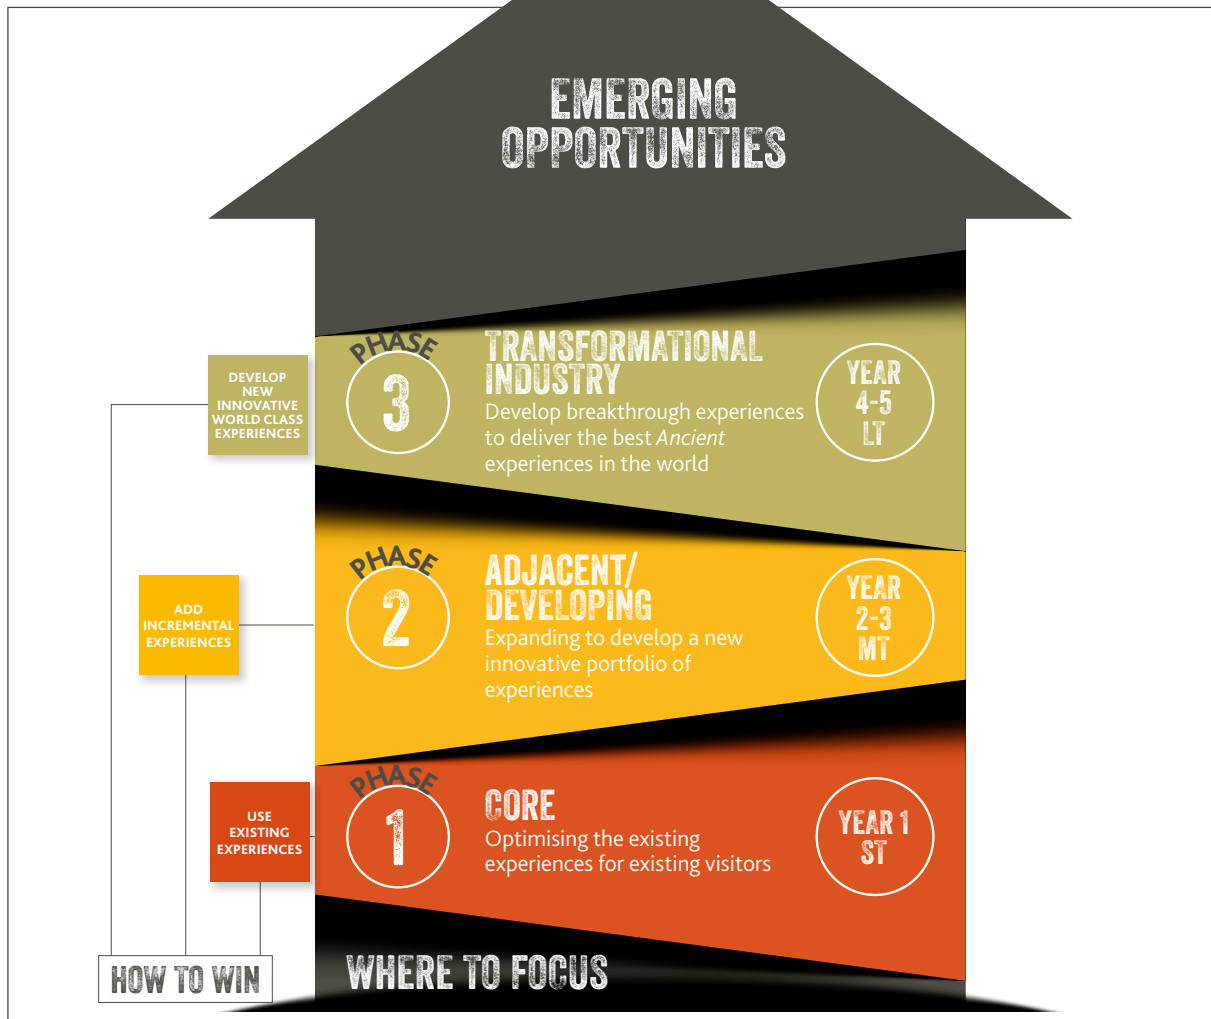 EMERGING
OPPORTUNITIES
DEVELOP
NEW
INNOVATIVE
WORLD CLASS
EXPERIENCES
PHASE
3
TRANSFORMATIONAL
INDUSTRY
Develop breakthrough experiences
to deliver the best Ancient
experiences in the world
YEAR
4-5
LT
ADD
INCREMENTAL
EXPERIENCES
PHASE
2
ADJACENT/
DEVELOPING
Expanding to develop a new
innovative portfolio of
experiences
YEAR
2-3
MT
USE
EXISTING
EXPERIENCES
PHASE
1
CORE
Optimising the existing
experiences for existing visitors
YEAR 1
ST
HOW TO WIN
WHERE TO FOCUS